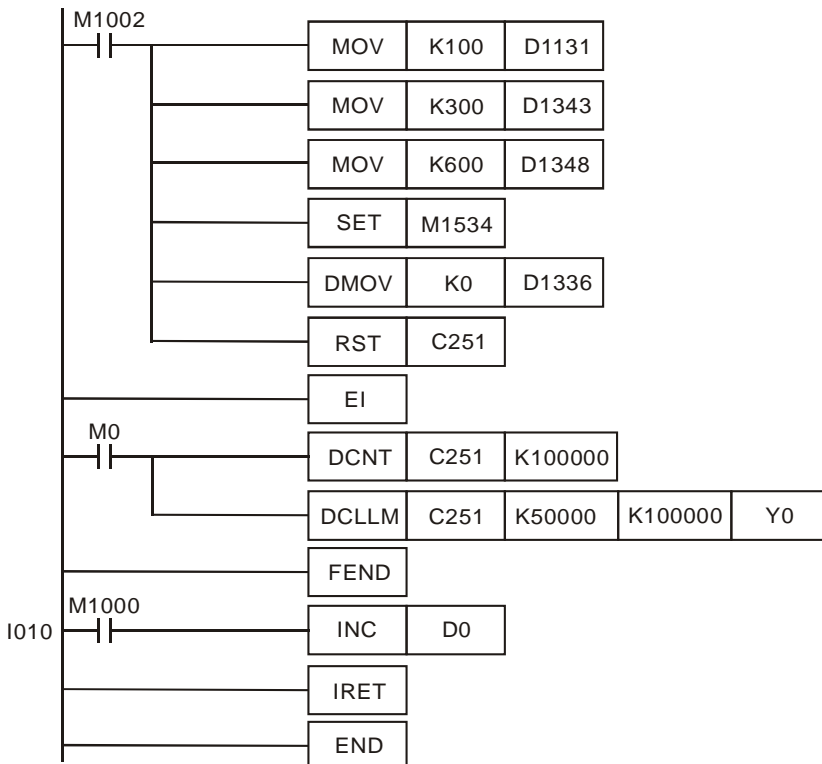 M1002
MOV K100 D1131
MOV K300 D1343
MOV K600 D1348
SET M1534
DMOV K0 D1336
RST C251
EI
M0
DCNT C251 K100000
DCLLM C251 K50000 K100000 Y0
FEND
M1000
I010 INC D0
IRET
END